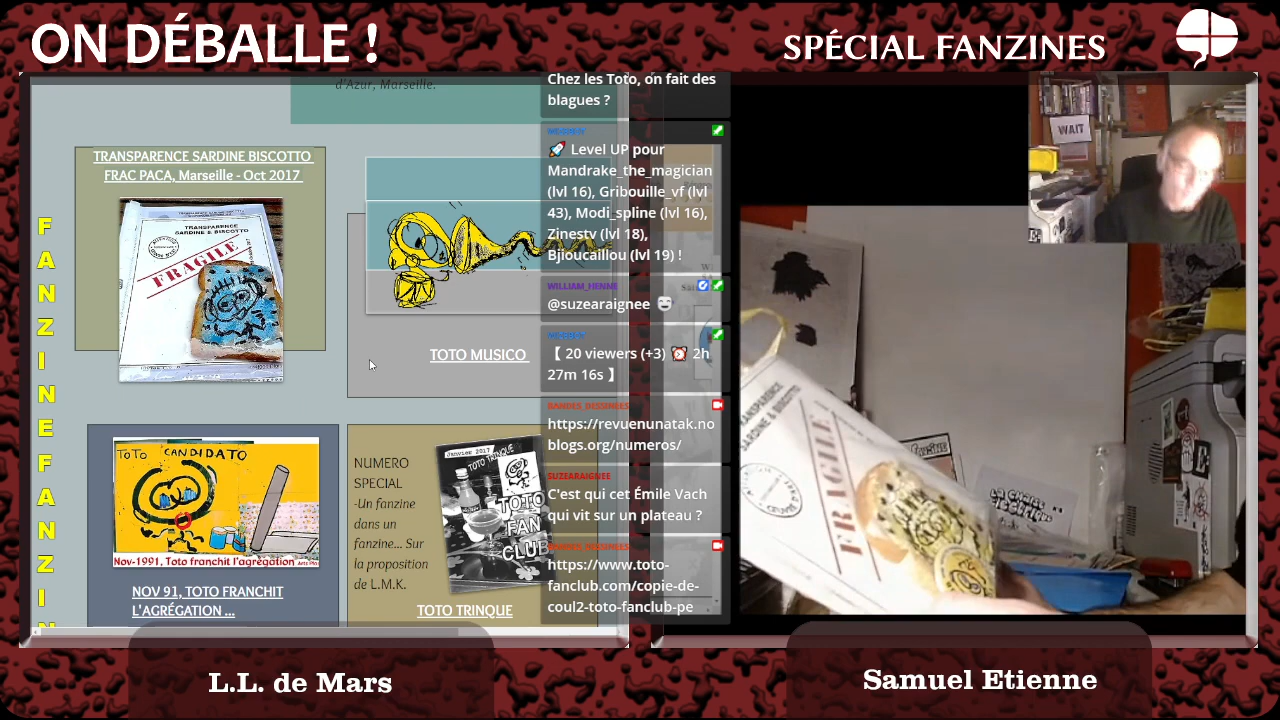 ON DÉBALLE !
SPÉCIAL FANZINES
d'Azur, Marseille.
TRANSPARENCE SARDINE BISCOTTO
FRAC PACA, Marseille - Oct 2017
TRANSPARENCE
SARDINE & BISCOTTO
FRAGILE
TOTO MUSICO
FANZINEFANZIN
ToTo CANDIDATO
Nov-1991, Toto franchit l'agrégation
NOV 91, TOTO FRANCHIT
L'AGRÉGATION ...
NUMERO
SPECIAL
-Un fanzine
dans un
fanzine... Sur
la proposition
de L.M.K.
Janvier 2017
TOTO TRINQUE
TOTO
FAN
CLUB
TOTO TRINQUE
Chez les Toto, on fait des
blagues ?
🚀 Level UP pour
Mandrake_the_magician
(lvl 16), Gribouille_vf (lvl
43), Modi_spline (lvl 16),
Zinestv (lvl 18),
Bjioucaillou (lvl 19) !
WILLIAM_HENNE
@suzearaignee
【 20 viewers (+3) ⏰ 2h
27m 16s 】
BANDES_DESSINEES
https://revuenunatak.no
blogs.org/numeros/
SUZEARAIGNEE
C'est qui cet Émile Vach
qui vit sur un plateau ?
BANDES_DESSINEES
https://www.toto-
fanclub.com/copie-de-
coul2-toto-fanclub-pe
WAIT
TRANSPARENCE
SARDINE & BISCOTTO
FRAGILE
L.L. de Mars
Samuel Etienne